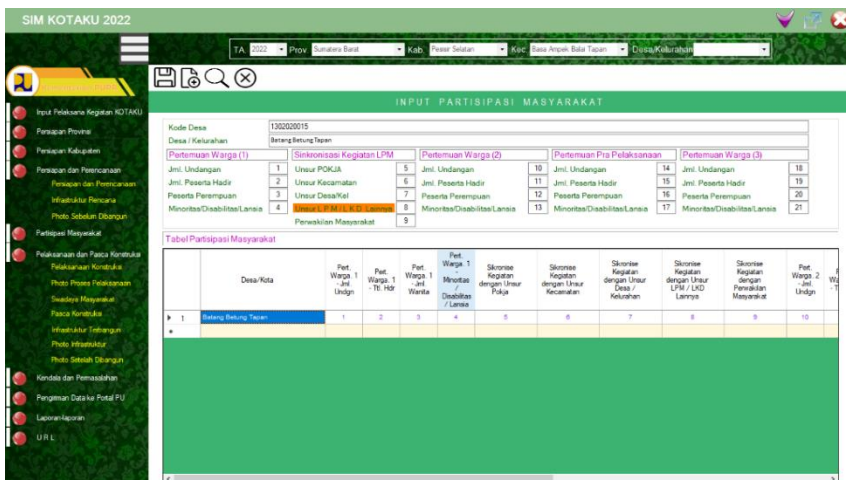 SIM KOTAKU 2022
TA. 2022 Prov Sumatera Barat Kab. Pesisir Selatan Kec Basa Ampek Balai Tapan Desa/Kelurahan
INPUT PARTISIPASI MASYARAKAT
Input Pelaksana Kegiatan KOTAKU
Persiapan Provinsi
Persiapan Kabupaten
Persiapan dan Perencanaan
Persiapan dan Perencanaan
Infrastruktur Rencana
Photo Sebelum Dibangun
Partisipasi Masyarakat
Pelaksanaan dan Pasca Konstruksi
Pelaksanaan Konstruksi
Photo Proses Pelaksanaan
Swadaya Masyarakat
Pasca Konstruksi
Infrastruktur Terbangun
Photo Infrastruktur
Photo Setelah Dibangun
Kendala dan Permasalahan
Pengiriman Data ke Portal PU
Laporan-laporan
U R L
Kode Desa 1302020015
Desa / Kelurahan Batang Betung Tapan
Pertemuan Warga (1)
Jml. Undangan 1
Jml. Peserta Hadir 2
Peserta Perempuan 3
Minoritas/Disabilitas/Lansia 4
Sinkronisasi Kegiatan LPM
Unsur POKJA 5
Unsur Kecamatan 6
Unsur Desa/Kel 7
Unsur L P M / L K D Lainnya 8
Perwakilan Masyarakat 9
Pertemuan Warga (2)
Jml. Undangan 10
Jml. Peserta Hadir 11
Peserta Perempuan 12
Minoritas/Disabilitas/Lansia 13
Pertemuan Pra Pelaksanaan
Jml. Undangan 14
Jml. Peserta Hadir 15
Peserta Perempuan 16
Minoritas/Disabilitas/Lansia 17
Pertemuan Warga (3)
Jml. Undangan 18
Jml. Peserta Hadir 19
Peserta Perempuan 20
Minoritas/Disabilitas/Lansia 21
Tabel Partisipasi Masyarakat
Desa/Kota
Pert.
Warga. 1
- Jml.
Undgn
Pert.
Warga. 1
- Ttl. Hdr
Pert.
Warga. 1
- Jml.
Wanita
Pert.
Warga. 1
-
Minoritas
/
Disabilitas
/ Lansia
Sikronise
Kegiatan
dengan Unsur
Pokja
Sikronise
Kegiatan
dengan Unsur
Kecamatan
Sikronise
Kegiatan
dengan Unsur
Desa /
Kelurahan
Sikronise
Kegiatan
dengan Unsur
LPM / LKD
Lainnya
Sikronise
Kegiatan
dengan
Perwakilan
Masyarakat
Pert.
Warga. 2
- Jml.
Undgn
1 Batang Betung Tapan 1 2 3 4 5 6 7 8 9 10